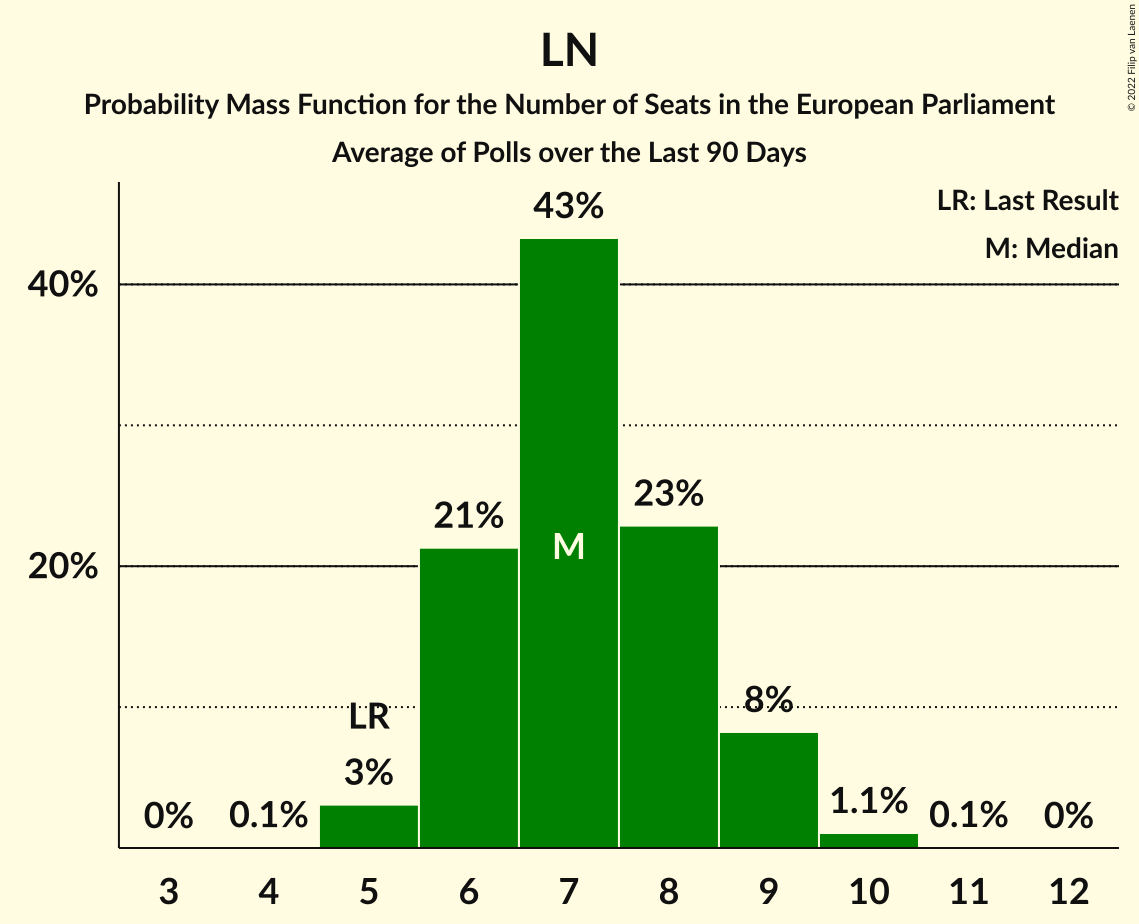 LN
Probability Mass Function for the Number of Seats in the European Parliament
Average of Polls over the Last 90 Days
© 2022 Filip van Laenen
LR: Last Result
M: Median
43%
40%
23%
21%
M
20%
8%
LR
3%
1.1%
0% 0.1% 0.1% 0%
3 4 5 6 7 8 9 10 11 12